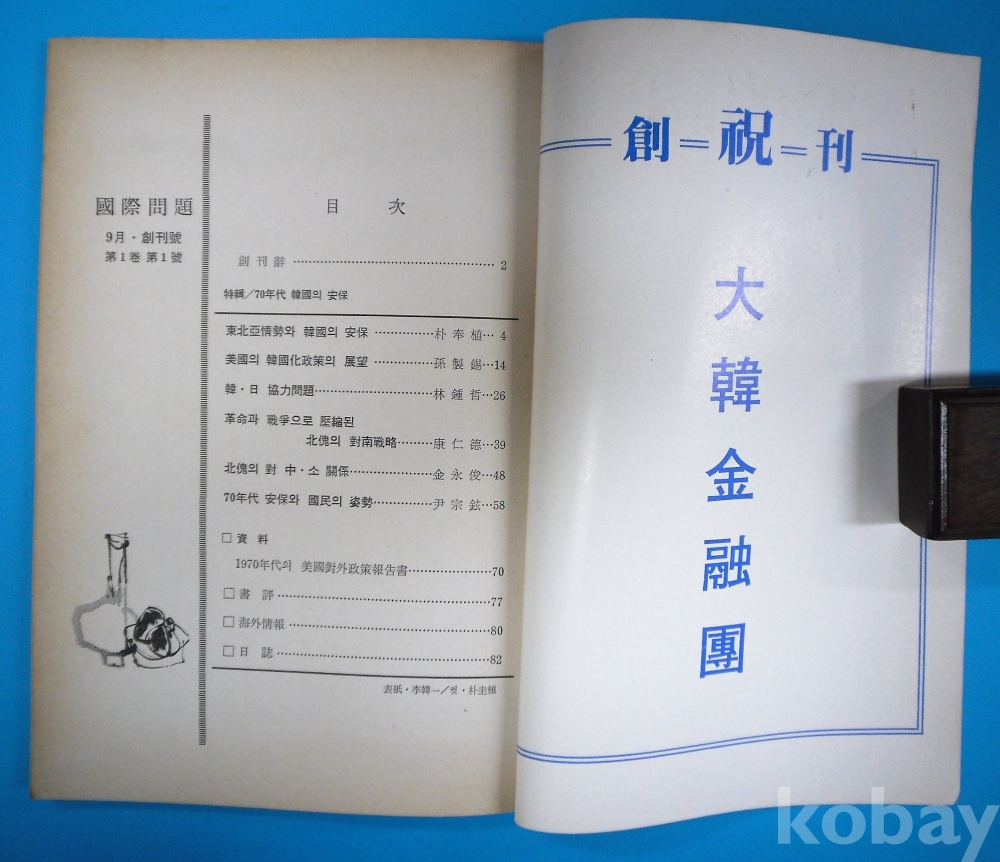 國際問題
9月·創刊號
第1卷 第1號
目 次
創刊辭 …… 2
特輯／70年代 韓國의 安保
東北亞情勢와 韓國의 安保 …… 朴奉植 … 4
美國의 韓國化政策의 展望 …… 孫製錫 … 14
韓·日 協力問題 …… 林鍾哲 … 26
革命과 戰爭으로 壓縮된
北傀의 對南戰略 …… 康仁德 … 39
北傀의 對 中·소 關係 …… 金永俊 … 48
70年代 安保와 國民의 姿勢 …… 尹宗鉉 … 58
□ 資 料
1970年代의 美國對外政策報告書 …… 70
□ 書 評 …… 77
□ 海外情報 …… 80
□ 日 誌 …… 82
表紙·李韓一／컷·朴圭植
創=祝=刊
大韓金融團
kobay